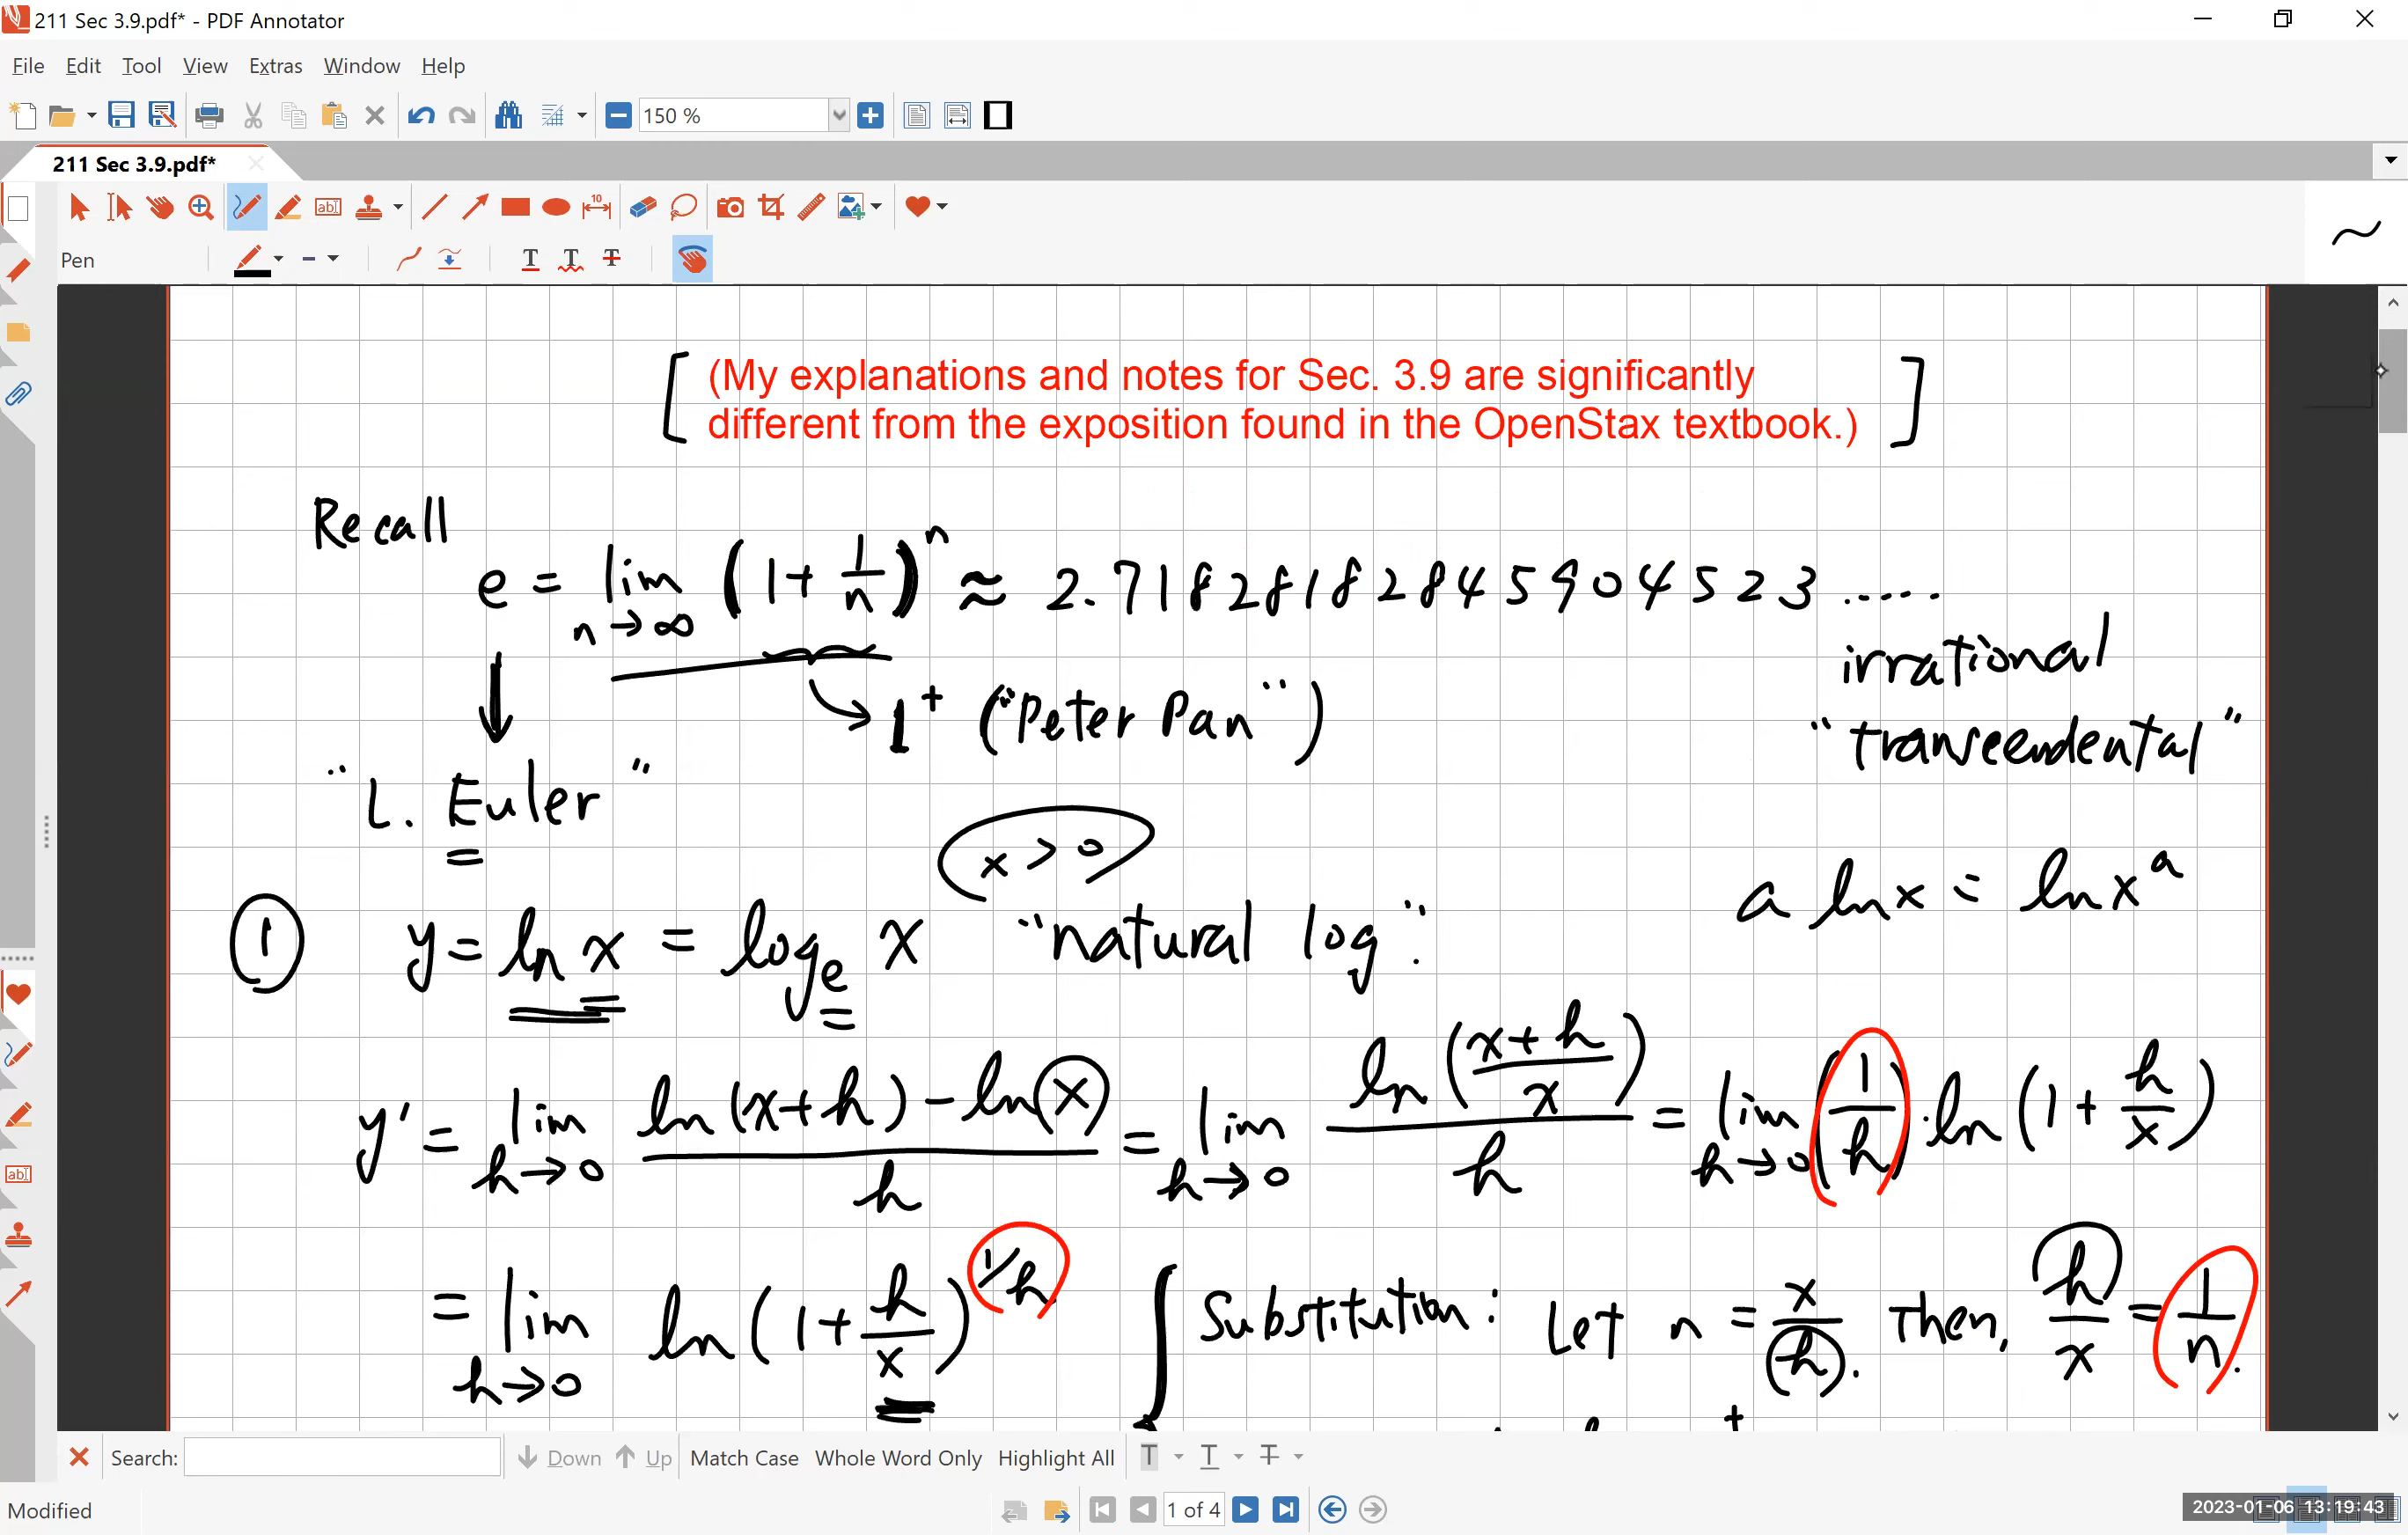 211 Sec 3.9.pdf* - PDF Annotator
File Edit Tool View Extras Window Help
150 %
211 Sec 3.9.pdf*
Pen
[ (My explanations and notes for Sec. 3.9 are significantly
different from the exposition found in the OpenStax textbook.) ]
Recall
e = lim n→∞ (1 + 1/n)^n ≈ 2.71828182845904523 .....
irrational
1⁺ ("Peter Pan")
"transcendental"
"L. Euler"
x > 0
a ln x = ln x^a
① y = ln x = log_e x "natural log".
y' = lim h→0 (ln(x+h) - ln(x))/h = lim h→0 ln((x+h)/x)/h = lim h→0 (1/h) · ln(1 + h/x)
= lim h→0 ln(1 + h/x)^1/h Substitution: Let n = x/h. Then, h/x = 1/n.
Search: Down Up Match Case Whole Word Only Highlight All
Modified
1 of 4
2023-01-06 13:19:43